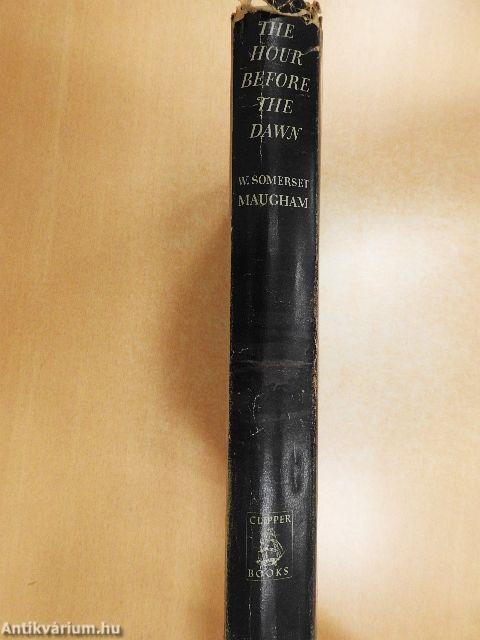 THE
HOUR
BEFORE
THE
DAWN
W. SOMERSET
MAUGHAM
CLIPPER
BOOKS
Antikvárium.hu